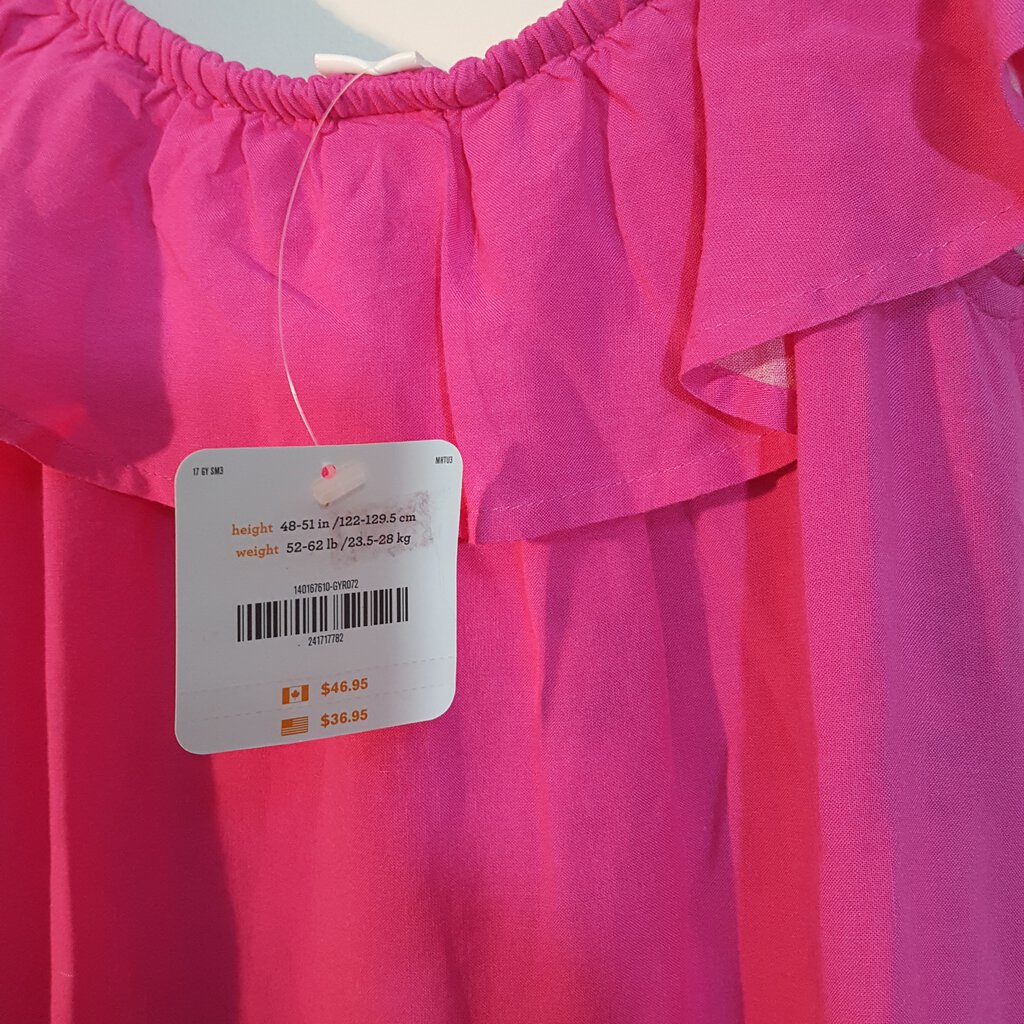 17 GY SM3
MHTU3
height 48-51 in /122-129.5 cm
weight 52-62 lb /23.5-28 kg
140167610-GYR072
241717782
$46.95
$36.95